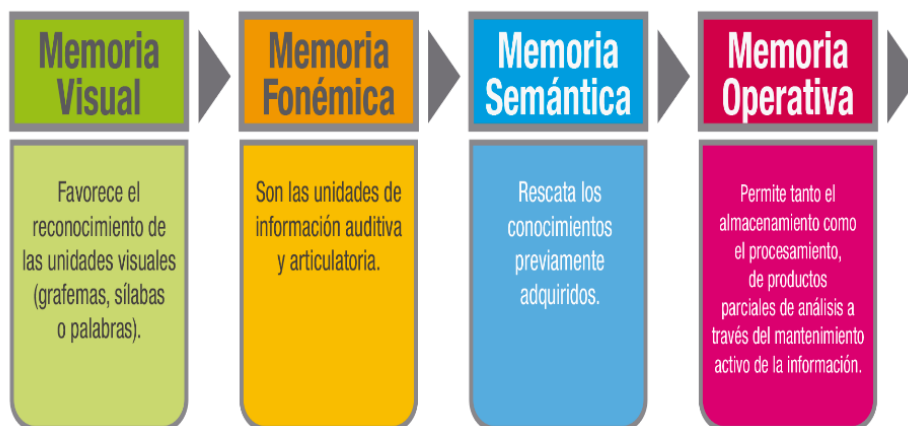 Memoria
Visual
Favorece el
reconocimiento de
las unidades visuales
(grafemas, sílabas
o palabras).
Memoria
Fonémica
Son las unidades de
información auditiva
y articulatoria.
Memoria
Semántica
Rescata los
conocimientos
previamente
adquiridos.
Memoria
Operativa
Permite tanto el
almacenamiento como
el procesamiento,
de productos
parciales de análisis a
través del mantenimiento
activo de la información.